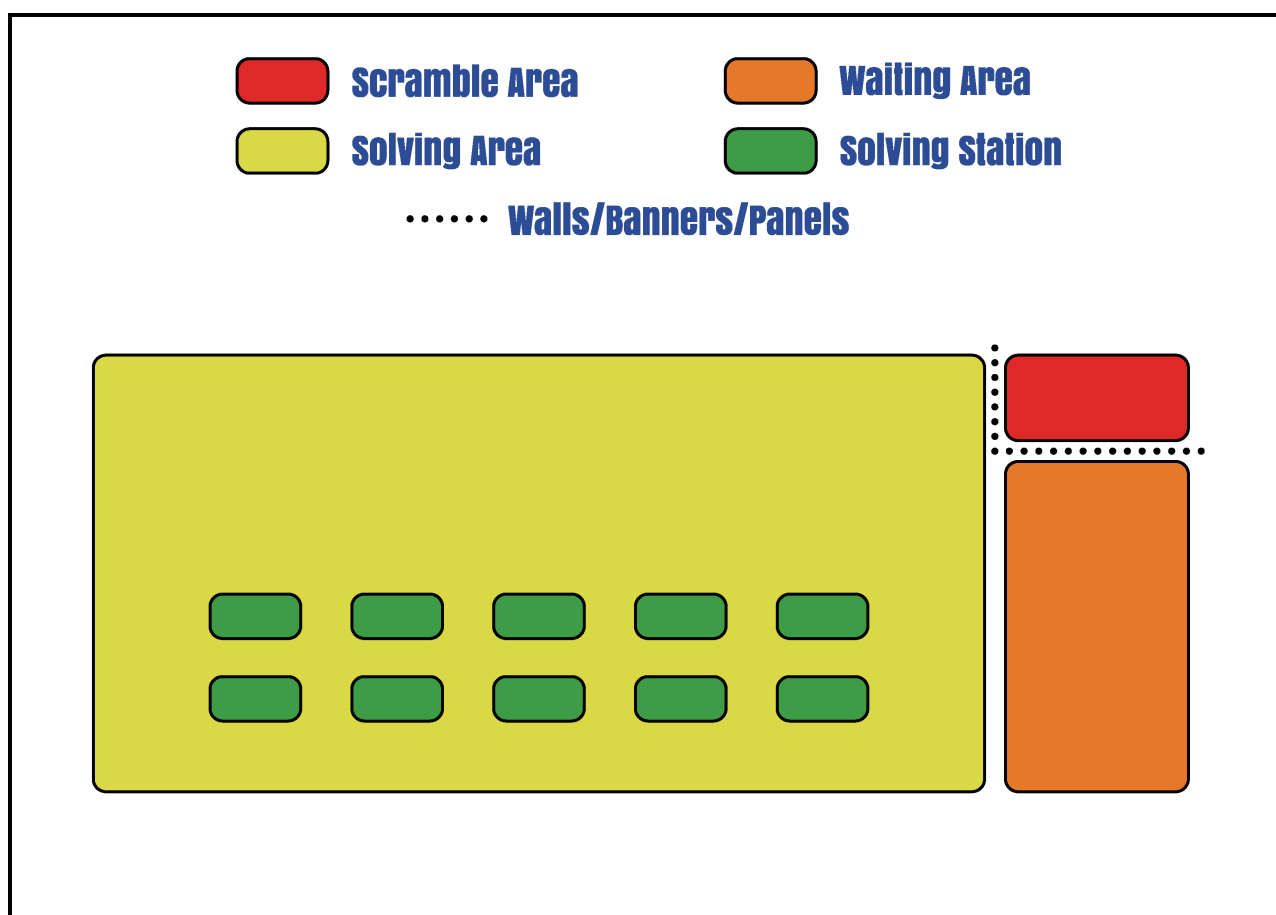 Scramble Area
Waiting Area
Solving Area
Solving Station
Walls/Banners/Panels